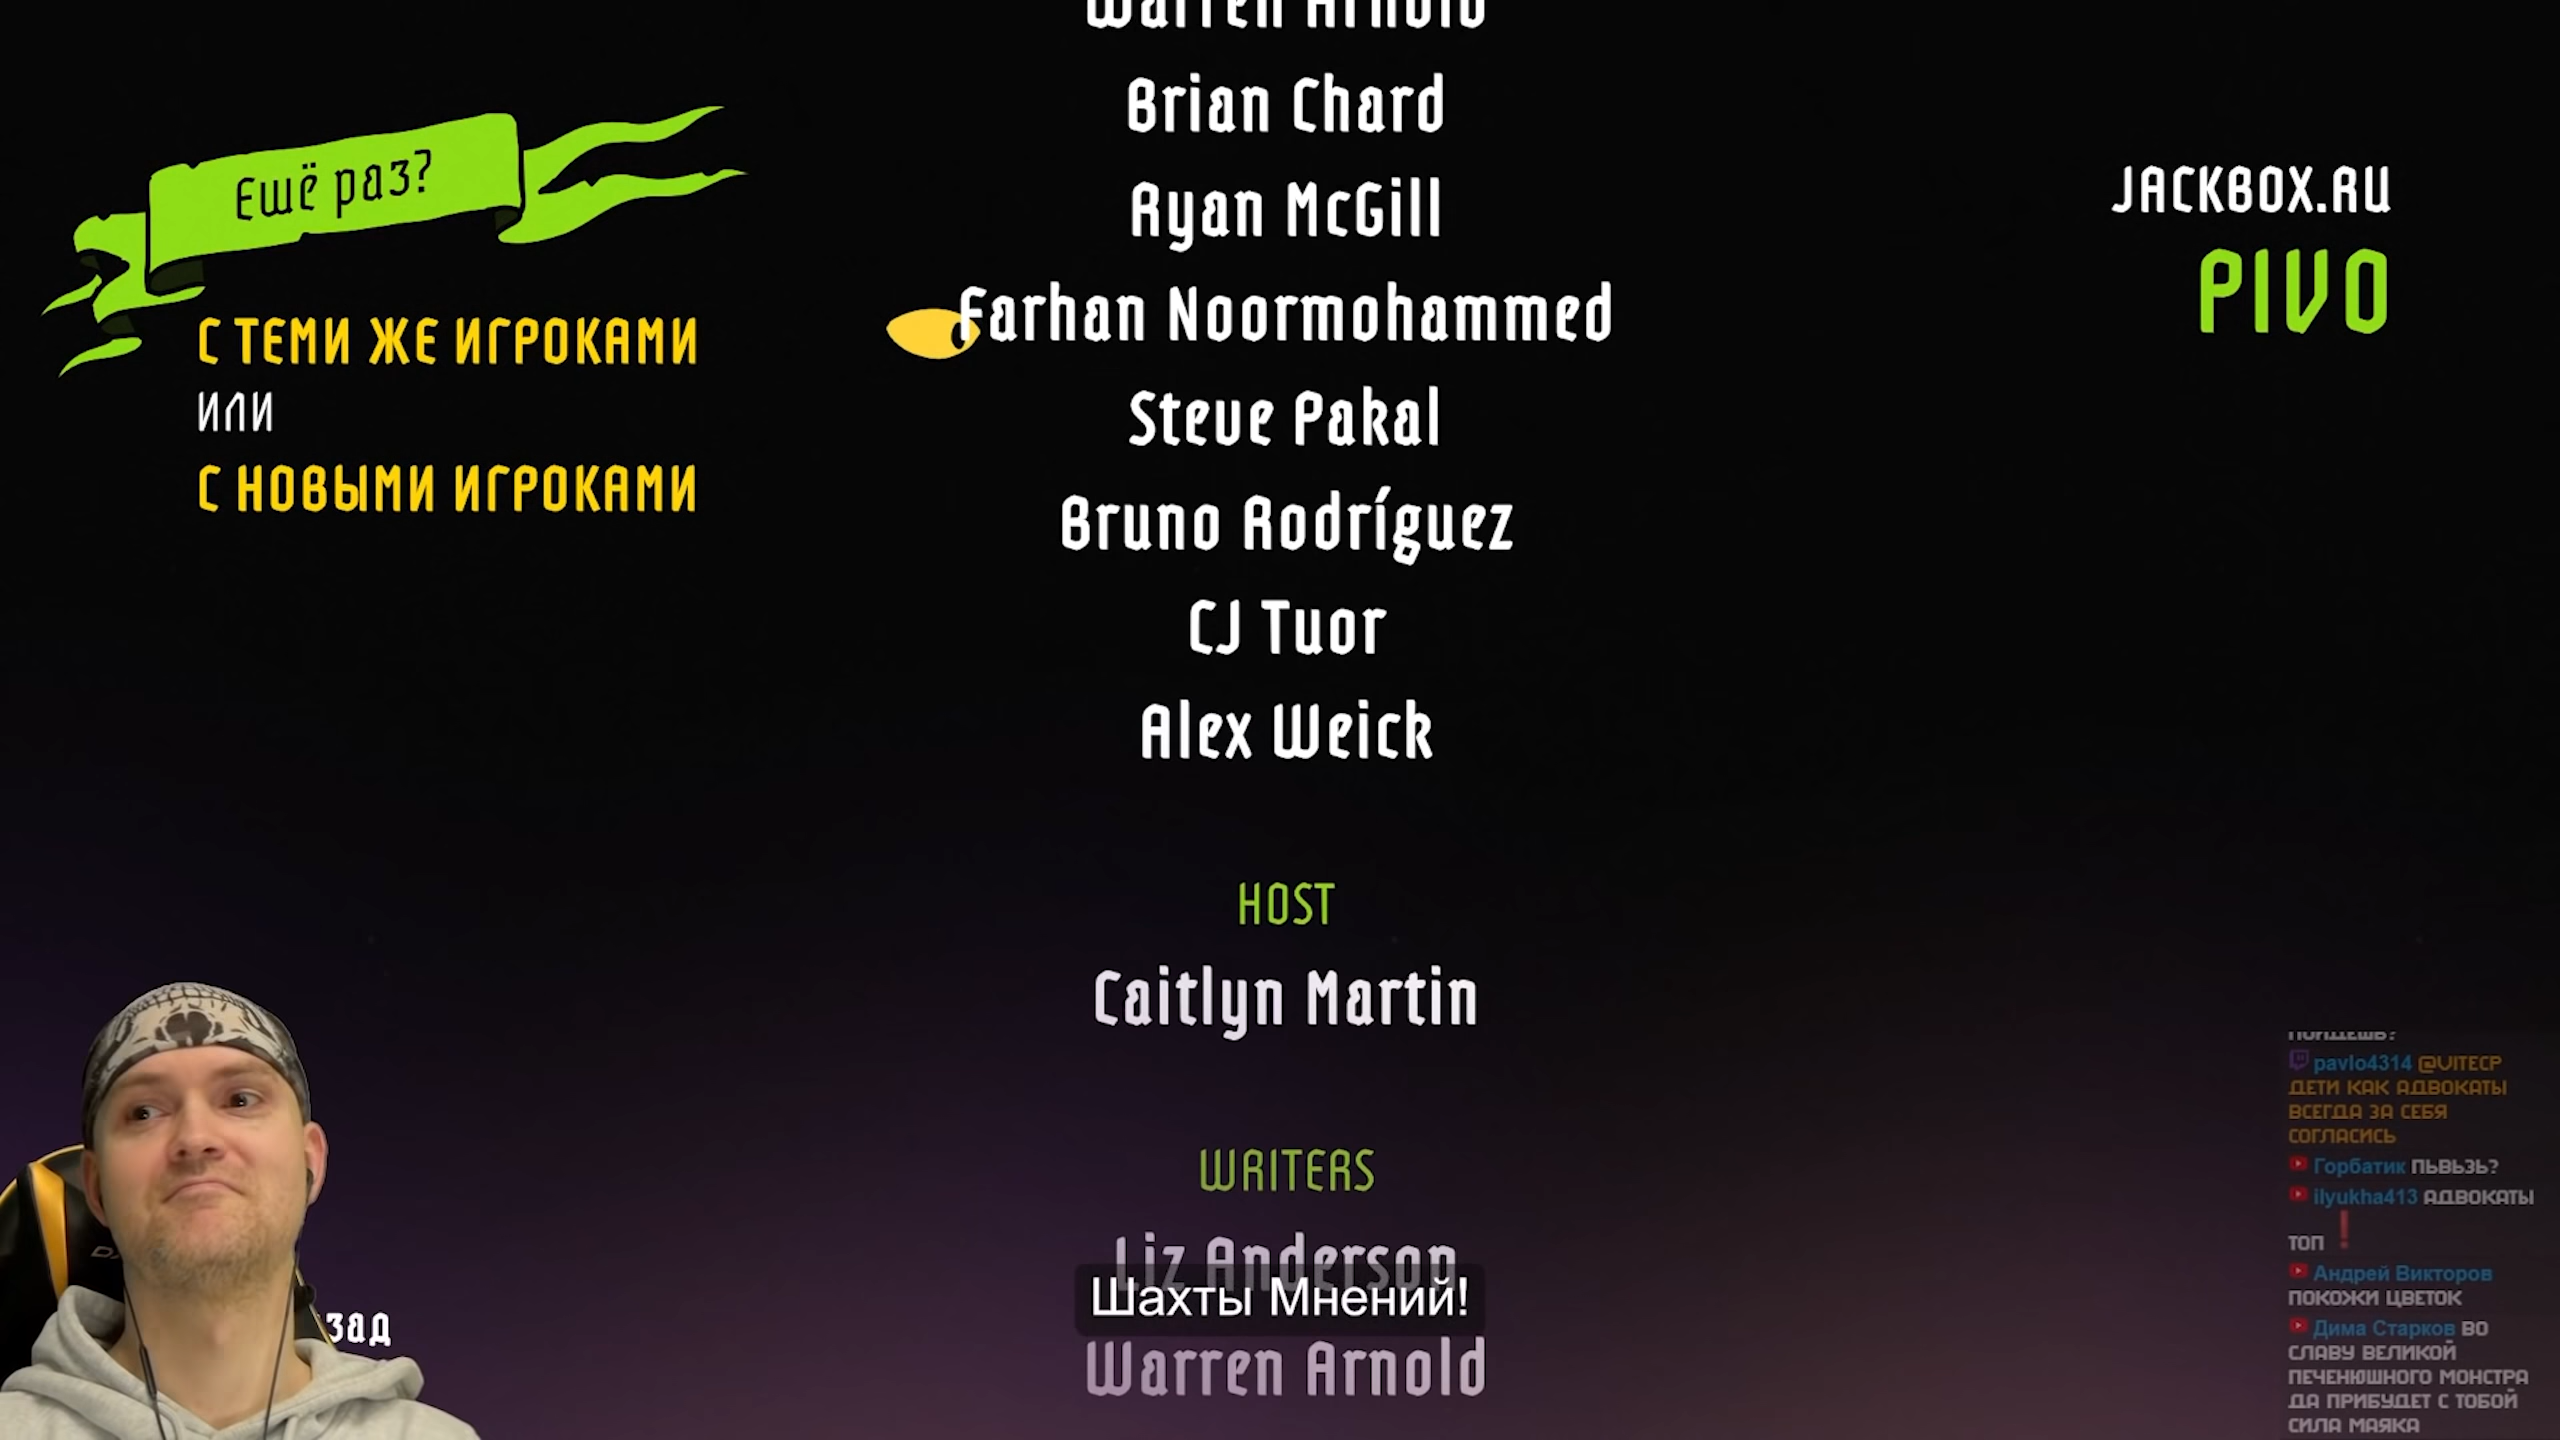 Ешё раз?
С ТЕМИ ЖЕ ИГРОКАМИ
ИЛИ
С НОВЫМИ ИГРОКАМИ
Warren Arnold
Brian Chard
Ryan McGill
Farhan Noormohammed
Steve Pakal
Bruno Rodríguez
CJ Tuor
Alex Weick
HOST
Caitlyn Martin
WRITERS
Liz Anderson
Шахты Мнений!
Warren Arnold
JACKBOX.RU
PIVO
pavlo4314 @VITECP
ДЕТИ КАК АДВОКАТЫ
ВСЕГДА ЗА СЕБЯ
СОГЛАСИСЬ
Горбатик ПЬВЬЗЬ?
ilyukha413 АДВОКАТЫ
ТОП
Андрей Викторов
ПОКОЖИ ЦВЕТОК
Дима Старков ВО
СЛАВУ ВЕЛИКОЙ
ПЕЧЕНЮШНОГО МОНСТРА
ДА ПРИБУДЕТ С ТОБОЙ
СИЛА МАЯКА